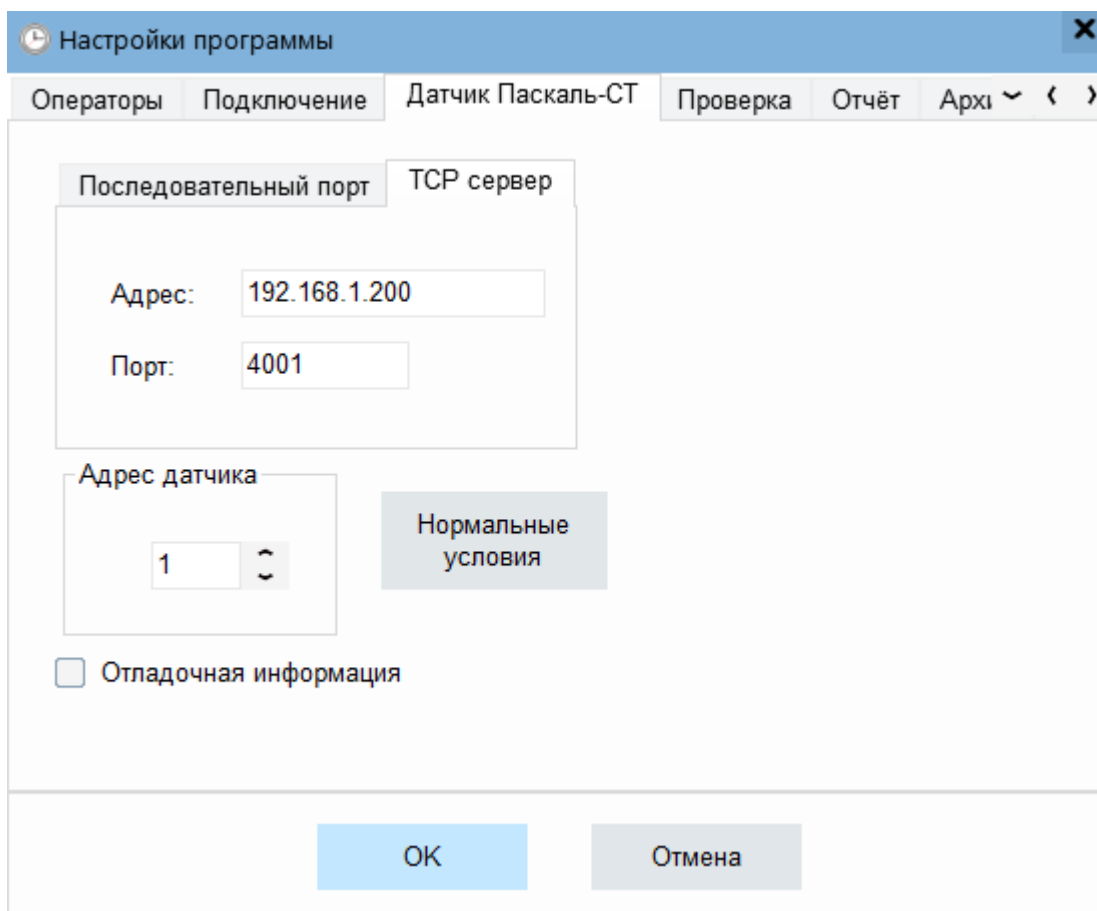 Настройки программы
Операторы Подключение Датчик Паскаль-СТ Проверка Отчёт
Последовательный порт TCP сервер
Адрес: 192.168.1.200
Порт: 4001
Адрес датчика
1
Нормальные
условия
Отладочная информация
OK Отмена